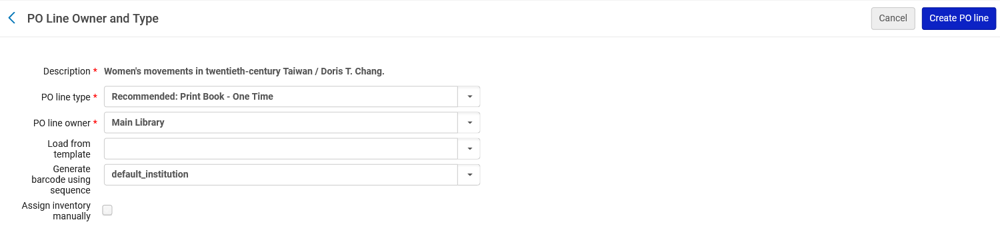 PO Line Owner and Type
Cancel
Create PO line
Description * Women's movements in twentieth-century Taiwan / Doris T. Chang.
PO line type * Recommended: Print Book - One Time
PO line owner * Main Library
Load from
template
Generate
barcode using
sequence
default_institution
Assign inventory
manually